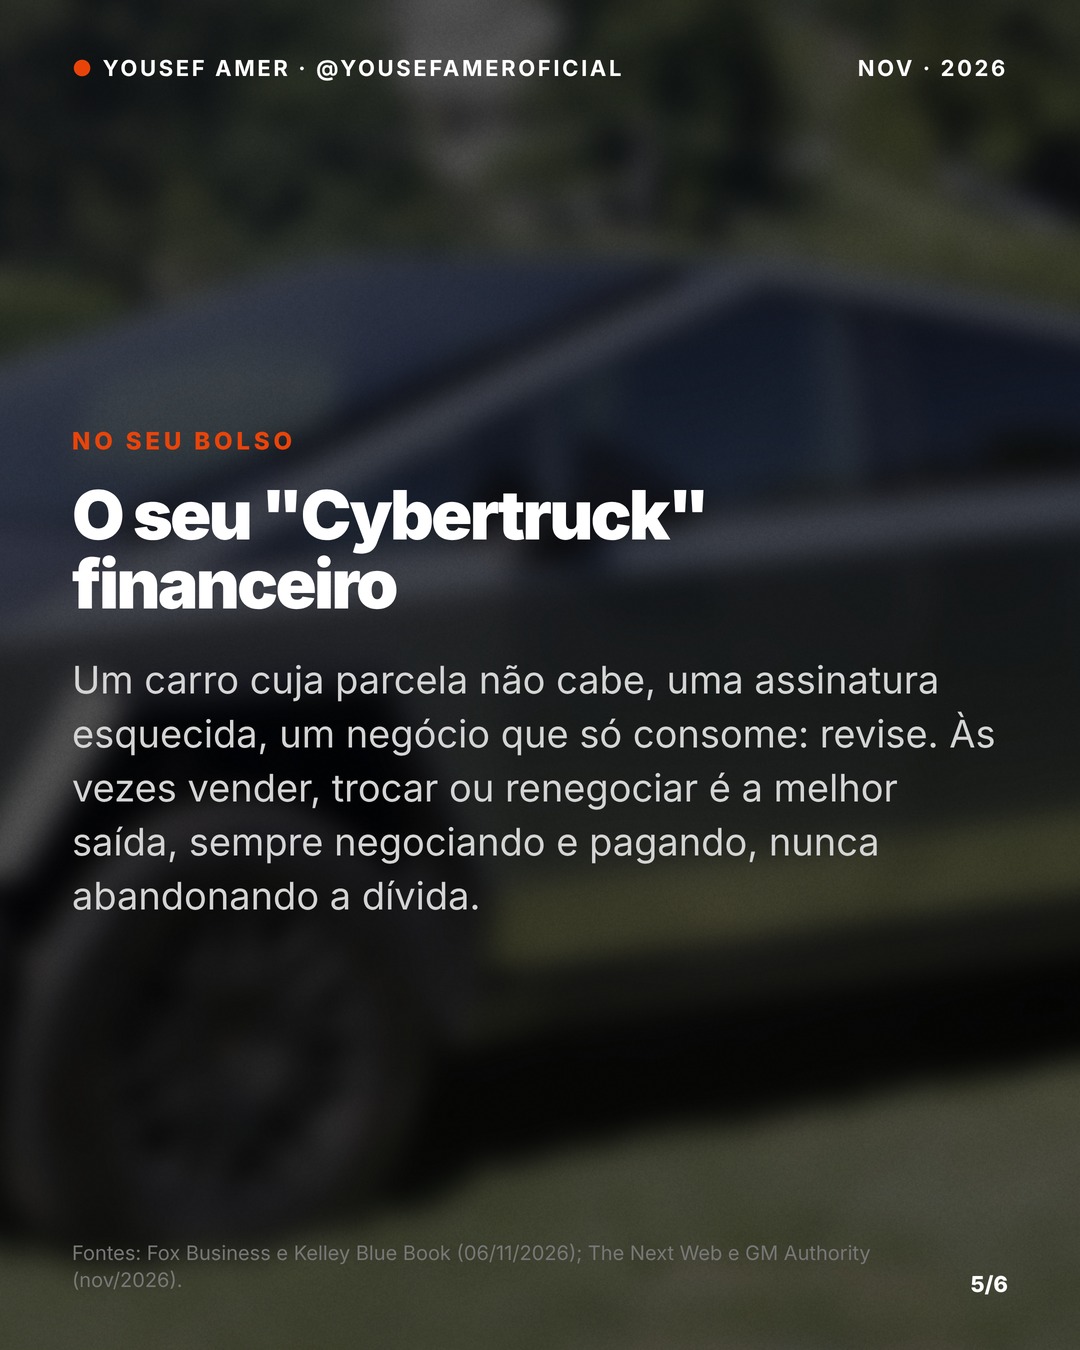 YOUSEF AMER · @YOUSEFAMEROFICIAL
NOV · 2026
NO SEU BOLSO
O seu "Cybertruck"
financeiro
Um carro cuja parcela não cabe, uma assinatura
esquecida, um negócio que só consome: revise. Às
vezes vender, trocar ou renegociar é a melhor
saída, sempre negociando e pagando, nunca
abandonando a dívida.
Fontes: Fox Business e Kelley Blue Book (06/11/2026); The Next Web e GM Authority
(nov/2026).
5/6